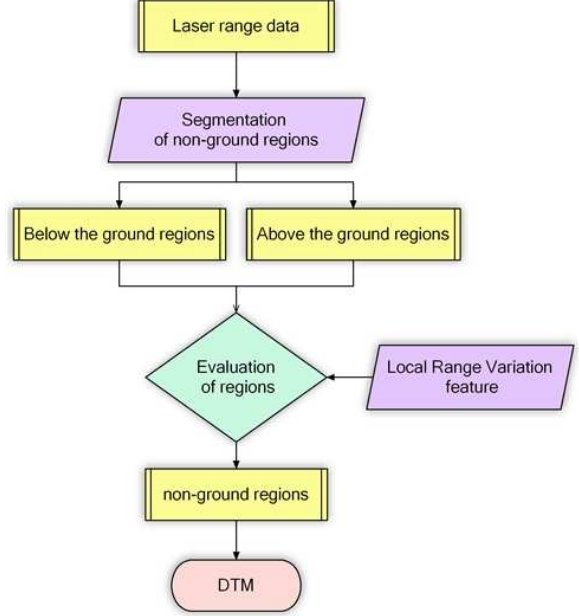 Laser range data
Segmentation
of non-ground regions
Below the ground regions
Above the ground regions
Evaluation
of regions
Local Range Variation
feature
non-ground regions
DTM